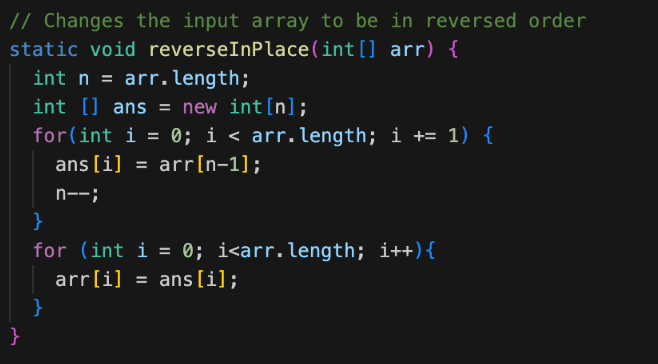 // Changes the input array to be in reversed order
static void reverseInPlace(int[] arr) {
  int n = arr.length;
  int [] ans = new int[n];
  for(int i = 0; i < arr.length; i += 1) {
    ans[i] = arr[n-1];
    n--;
  }
  for (int i = 0; i<arr.length; i++){
    arr[i] = ans[i];
  }
}